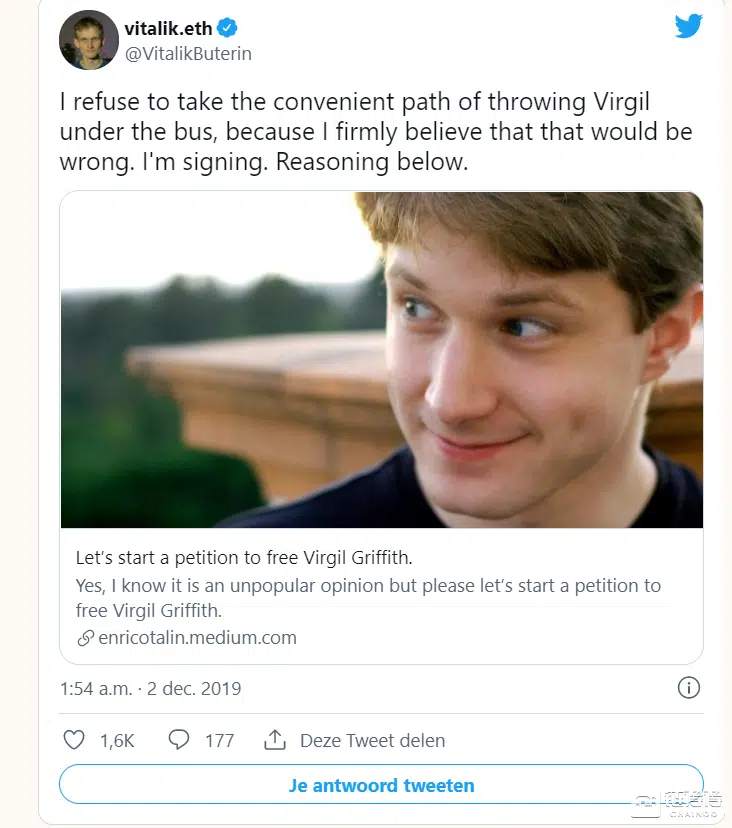 vitalik.eth
@VitalikButerin
I refuse to take the convenient path of throwing Virgil
under the bus, because I firmly believe that that would be
wrong. I'm signing. Reasoning below.
Let’s start a petition to free Virgil Griffith.
Yes, I know it is an unpopular opinion but please let’s start a petition to
free Virgil Griffith.
enricotalin.medium.com
1:54 a.m. · 2 dec. 2019
1,6K 177 Deze Tweet delen
Je antwoord tweeten